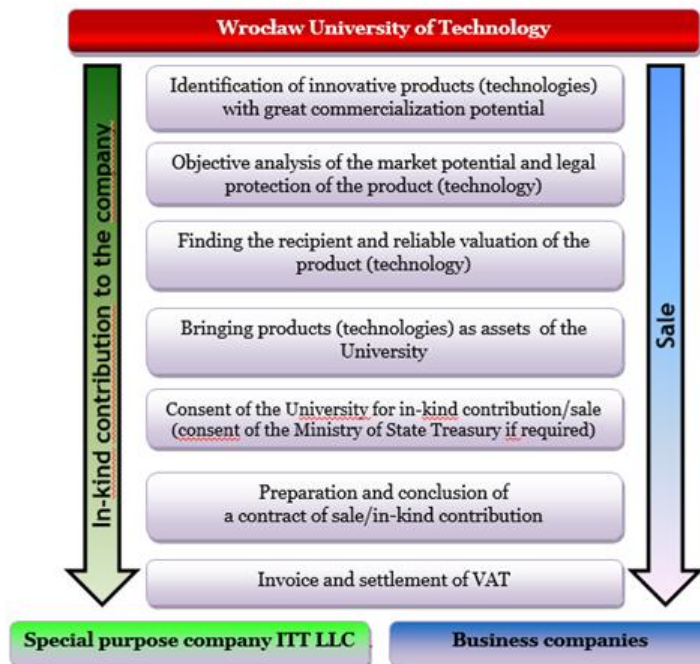 Wrocław University of Technology
In-kind contribution to the company
Identification of innovative products (technologies)
with great commercialization potential
Objective analysis of the market potential and legal
protection of the product (technology)
Finding the recipient and reliable valuation of the
product (technology)
Bringing products (technologies) as assets of the
University
Consent of the University for in-kind contribution/sale
(consent of the Ministry of State Treasury if required)
Preparation and conclusion of
a contract of sale/in-kind contribution
Invoice and settlement of VAT
Sale
Special purpose company ITT LLC
Business companies